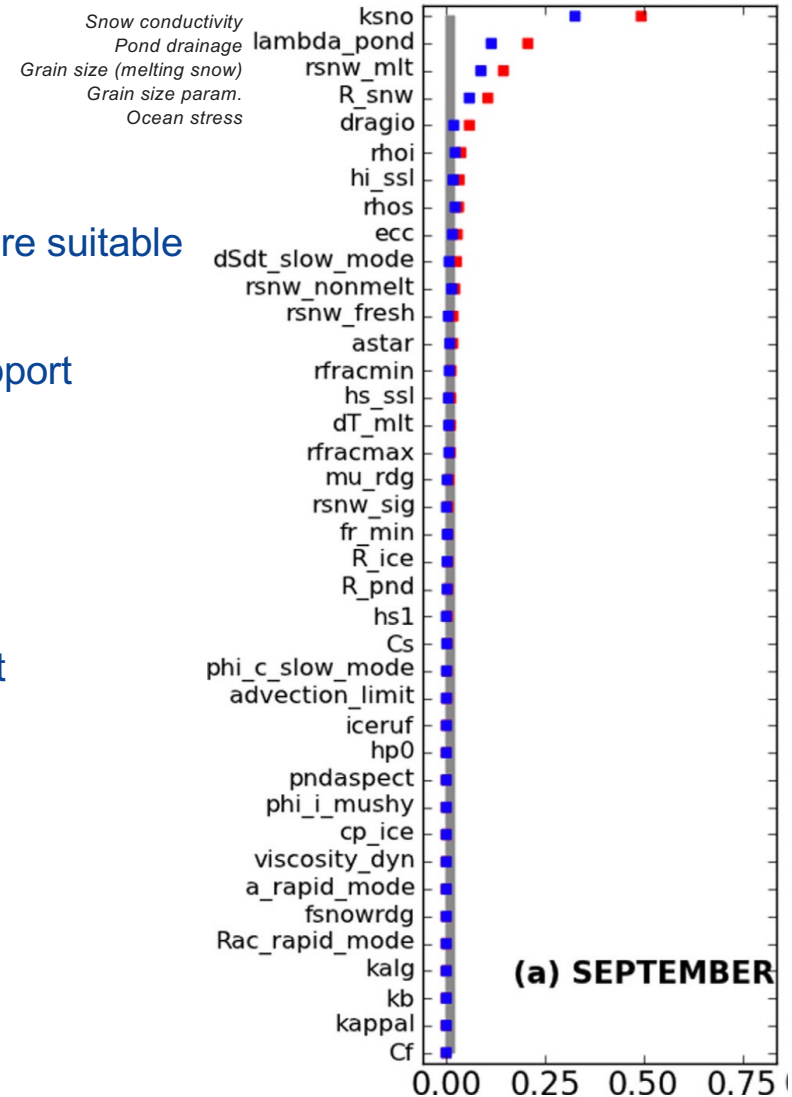 Snow conductivity
Pond drainage
Grain size (melting snow)
Grain size param.
Ocean stress
re suitable
port
t
ksno
lambda_pond
rsnw_mlt
R_snw
dragio
rhoi
hi_ssl
rhos
ecc
dSdt_slow_mode
rsnw_nonmelt
rsnw_fresh
astar
rfracmin
hs_ssl
dT_mlt
rfracmax
mu_rdg
rsnw_sig
fr_min
R_ice
R_pnd
hs1
Cs
phi_c_slow_mode
advection_limit
iceruf
hp0
pndaspect
phi_i_mushy
cp_ice
viscosity_dyn
a_rapid_mode
fsnowrdg
Rac_rapid_mode
kalg
kb
kappal
Cf
(a) SEPTEMBER
0.00 0.25 0.50 0.75